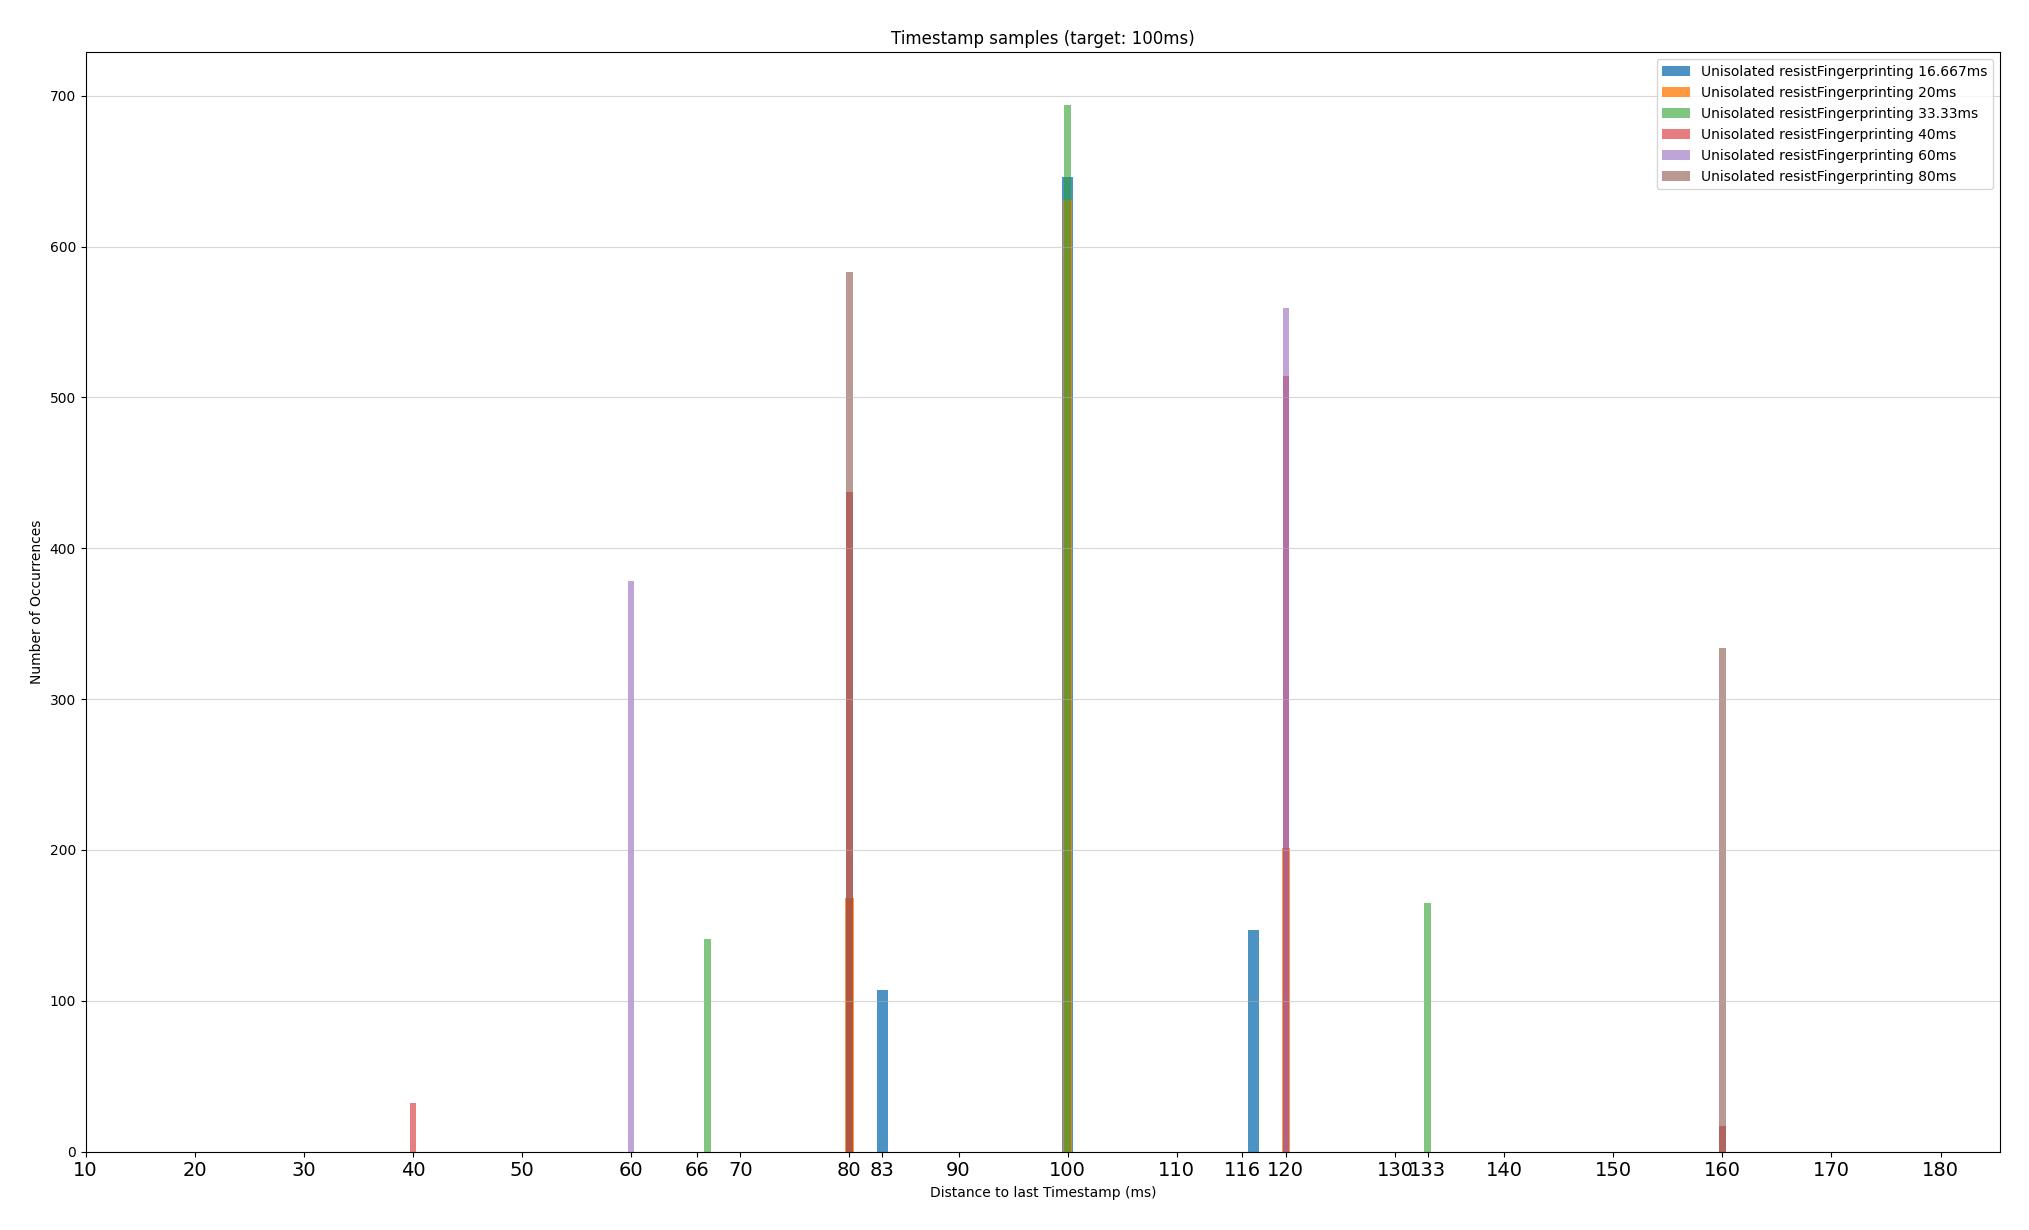 Timestamp samples (target: 100ms)
Unisolated resistFingerprinting 16.667ms
Unisolated resistFingerprinting 20ms
Unisolated resistFingerprinting 33.33ms
Unisolated resistFingerprinting 40ms
Unisolated resistFingerprinting 60ms
Unisolated resistFingerprinting 80ms
700
600
500
400
300
200
100
0
Number of Occurrences
10 20 30 40 50 60 66 70 80 83 90 100 110 116 120 130 133 140 150 160 170 180
Distance to last Timestamp (ms)